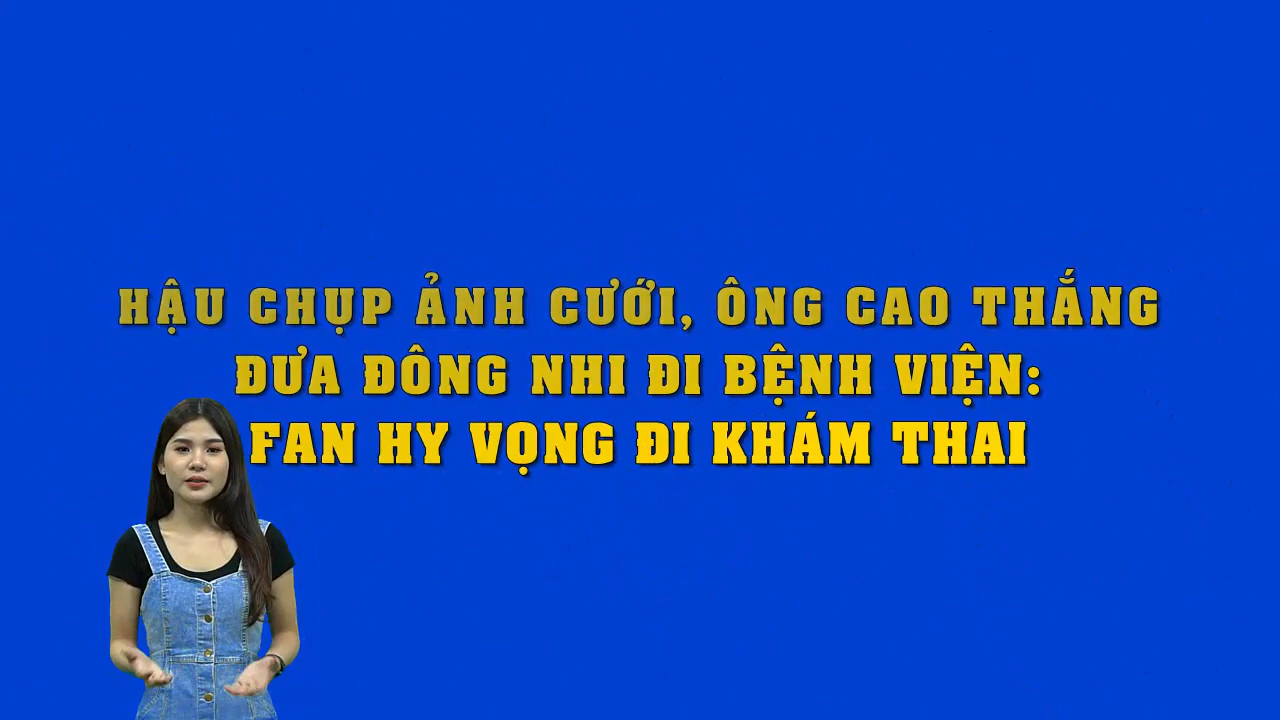 HẬU CHỤP ẢNH CƯỚI, ÔNG CAO THẮNG
ĐƯA ĐÔNG NHI ĐI BỆNH VIỆN:
FAN HY VỌNG ĐI KHÁM THAI